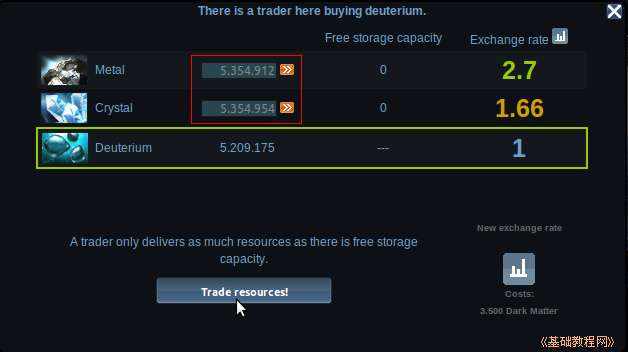 There is a trader here buying deuterium.
Free storage capacity Exchange rate
Metal 5.354.912 0 2.7
Crystal 5.354.954 0 1.66
Deuterium 5.209.175 --- 1
A trader only delivers as much resources as there is free storage
capacity.
Trade resources!
New exchange rate
Costs:
3.500 Dark Matter
《基础教程网》